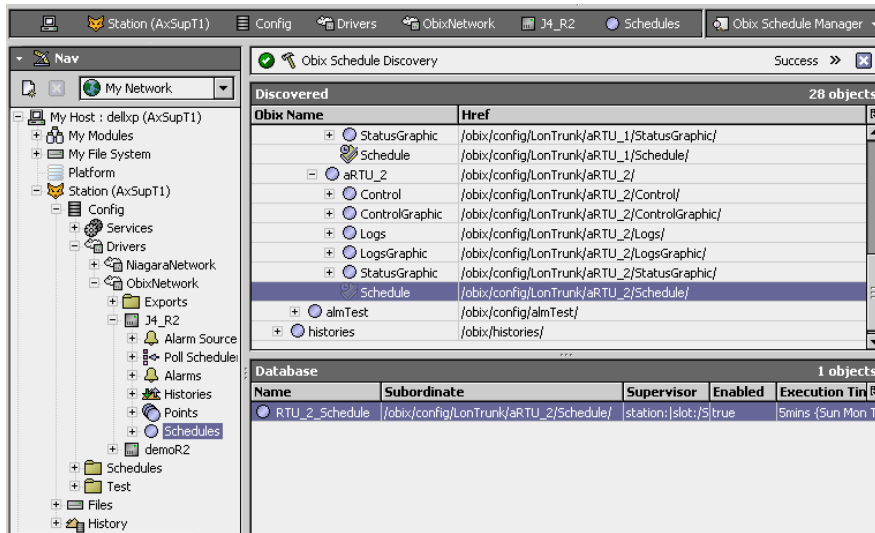 Station (AxSupT1) Config Drivers ObixNetwork J4_R2 Schedules Obix Schedule Manager
Nav
My Network
My Host : dellxp (AxSupT1)
My Modules
My File System
Platform
Station (AxSupT1)
Config
Services
Drivers
NiagaraNetwork
ObixNetwork
Exports
J4_R2
Alarm Source
Poll Scheduler
Alarms
Histories
Points
Schedules
demoR2
Schedules
Test
Files
History
Obix Schedule Discovery Success »
Discovered 28 objects
Obix Name Href
StatusGraphic /obix/config/LonTrunk/aRTU_1/StatusGraphic/
Schedule /obix/config/LonTrunk/aRTU_1/Schedule/
aRTU_2 /obix/config/LonTrunk/aRTU_2/
Control /obix/config/LonTrunk/aRTU_2/Control/
ControlGraphic /obix/config/LonTrunk/aRTU_2/ControlGraphic/
Logs /obix/config/LonTrunk/aRTU_2/Logs/
LogsGraphic /obix/config/LonTrunk/aRTU_2/LogsGraphic/
StatusGraphic /obix/config/LonTrunk/aRTU_2/StatusGraphic/
Schedule /obix/config/LonTrunk/aRTU_2/Schedule/
almTest /obix/config/almTest/
histories /obix/histories/
Database 1 objects
Name Subordinate Supervisor Enabled Execution Tin
RTU_2_Schedule /obix/config/LonTrunk/aRTU_2/Schedule/ station:|slot:/S true 5mins {Sun Mon T